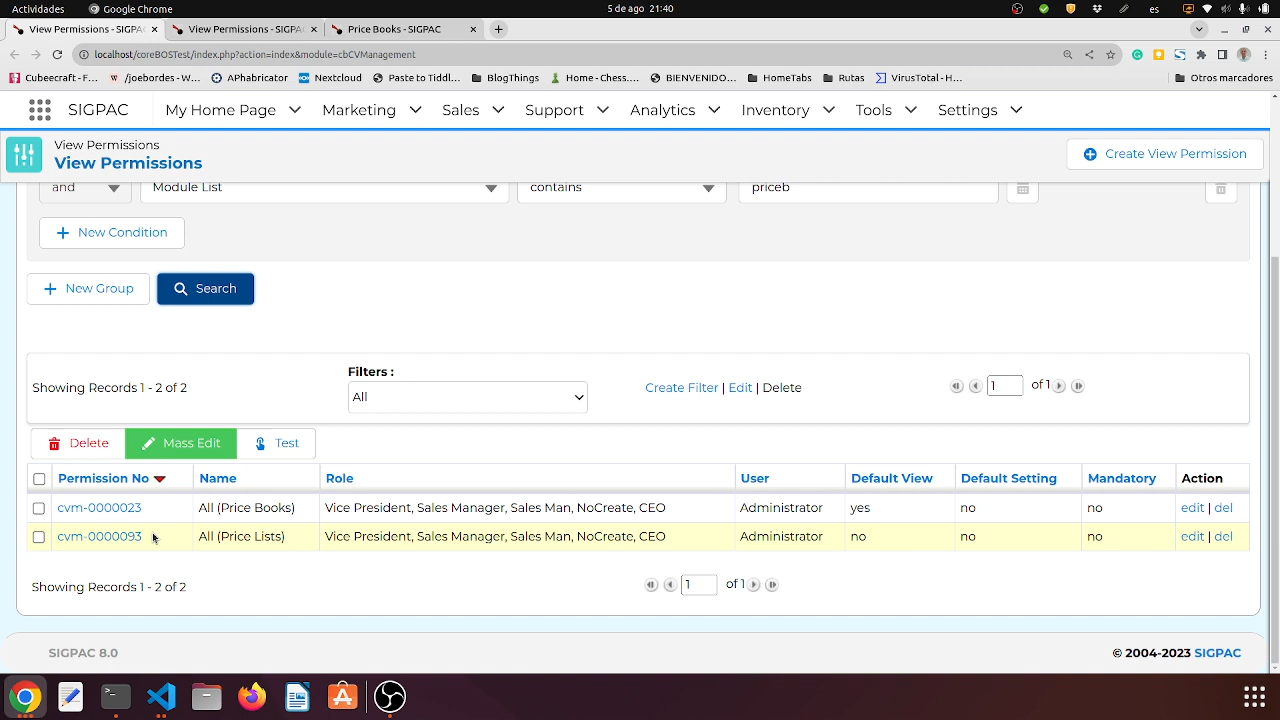 Actividades Google Chrome 5 de ago 21:40 es
View Permissions - SIGPAC View Permissions - SIGPA Price Books - SIGPAC
localhost/coreBOSTest/index.php?action=index&module=cbCVManagement
Cubecraft - F... /joebordes - W... APhabricator Nextcloud Paste to Tiddl... BlogThings Home - Chess.... BIENVENIDO... HomeTabs Rutas VirusTotal - H... Otros marcadores
SIGPAC My Home Page Marketing Sales Support Analytics Inventory Tools Settings
View Permissions
View Permissions
Create View Permission
and Module List contains priceb
New Condition
New Group Search
Filters :
Showing Records 1 - 2 of 2 All Create Filter | Edit | Delete 1 of 1
Delete Mass Edit Test
Permission No Name Role User Default View Default Setting Mandatory Action
cvm-0000023 All (Price Books) Vice President, Sales Manager, Sales Man, NoCreate, CEO Administrator yes no no edit | del
cvm-0000093 All (Price Lists) Vice President, Sales Manager, Sales Man, NoCreate, CEO Administrator no no no edit | del
Showing Records 1 - 2 of 2 1 of 1
SIGPAC 8.0 © 2004-2023 SIGPAC